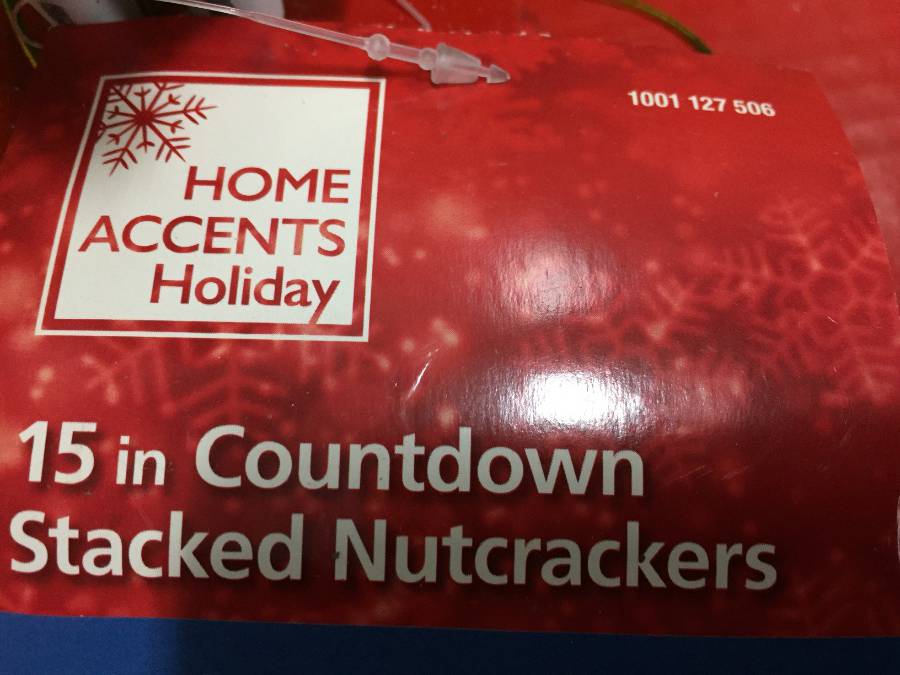 1001 127 506
HOME
ACCENTS
Holiday
15 in Countdown
Stacked Nutcrackers